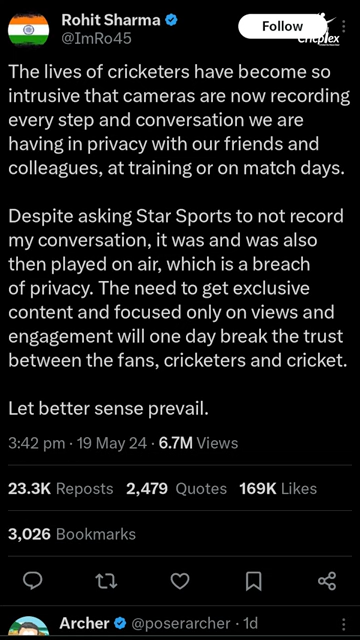 Rohit Sharma
@ImRo45
Follow
Cricplex
The lives of cricketers have become so
intrusive that cameras are now recording
every step and conversation we are
having in privacy with our friends and
colleagues, at training or on match days.
Despite asking Star Sports to not record
my conversation, it was and was also
then played on air, which is a breach
of privacy. The need to get exclusive
content and focused only on views and
engagement will one day break the trust
between the fans, cricketers and cricket.
Let better sense prevail.
3:42 pm · 19 May 24 · 6.7M Views
23.3K Reposts 2,479 Quotes 169K Likes
3,026 Bookmarks
Archer @poserarcher · 1d